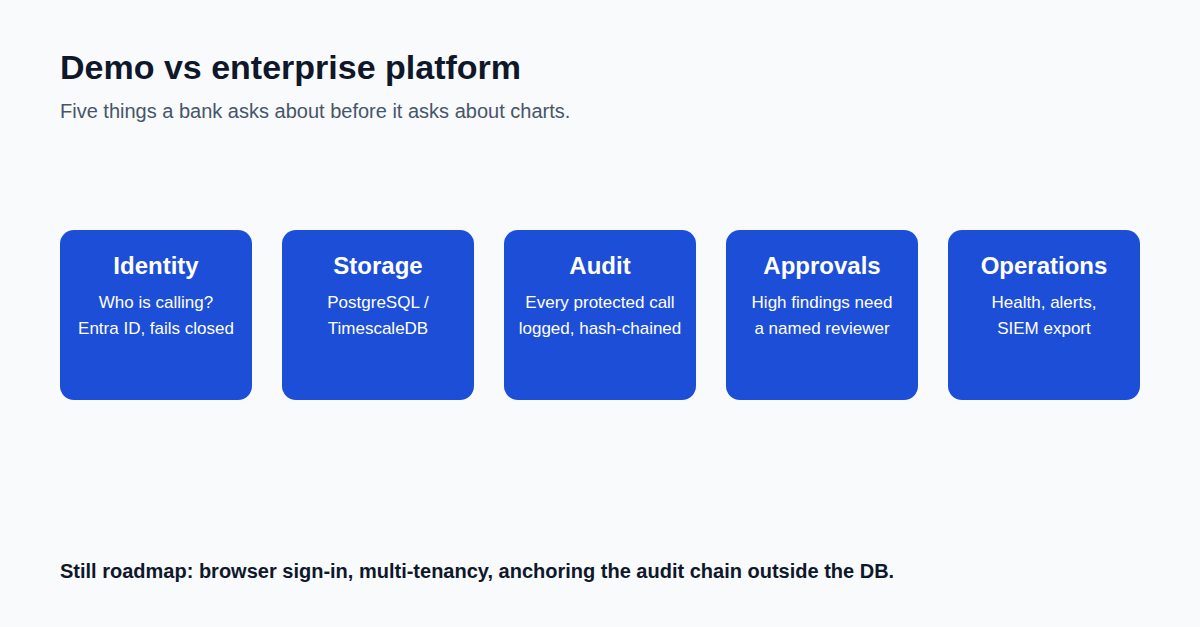 Demo vs enterprise platform
Five things a bank asks about before it asks about charts.
Identity
Who is calling?
Entra ID, fails closed
Storage
PostgreSQL /
TimescaleDB
Audit
Every protected call
logged, hash-chained
Approvals
High findings need
a named reviewer
Operations
Health, alerts,
SIEM export
Still roadmap: browser sign-in, multi-tenancy, anchoring the audit chain outside the DB.